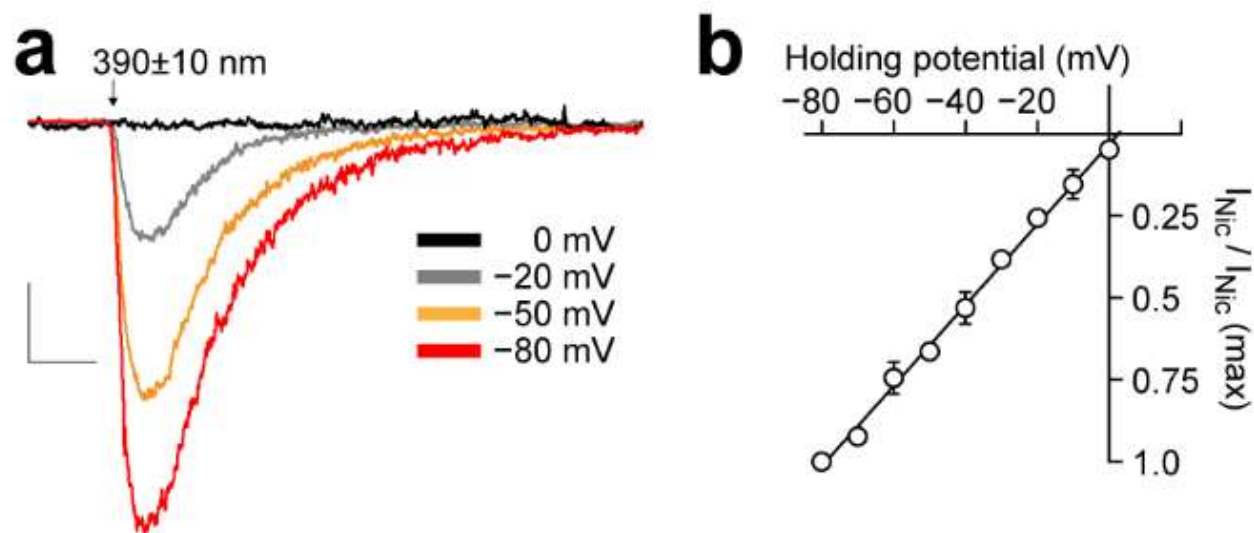 a
390±10 nm
0 mV
−20 mV
−50 mV
−80 mV
b
Holding potential (mV)
−80 −60 −40 −20
0.25
0.5
0.75
1.0
I_Nic / I_Nic (max)